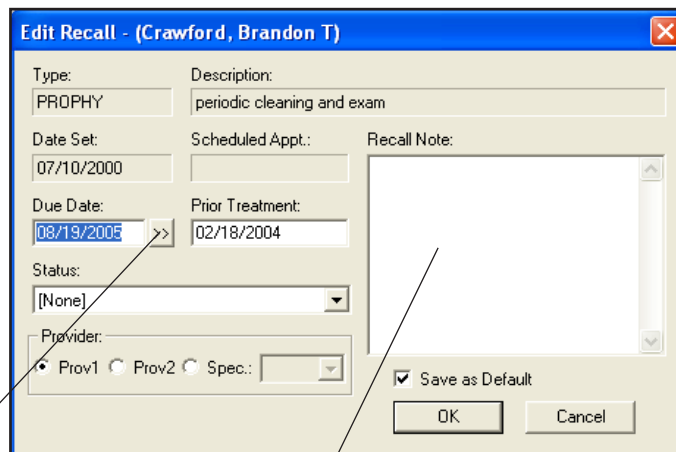 Edit Recall - (Crawford, Brandon T)
Type: Description:
PROPHY periodic cleaning and exam
Date Set: Scheduled Appt.: Recall Note:
07/10/2000
Due Date: Prior Treatment:
08/19/2005 >> 02/18/2004
Status:
[None]
Provider:
Prov1 Prov2 Spec.:
Save as Default
OK Cancel